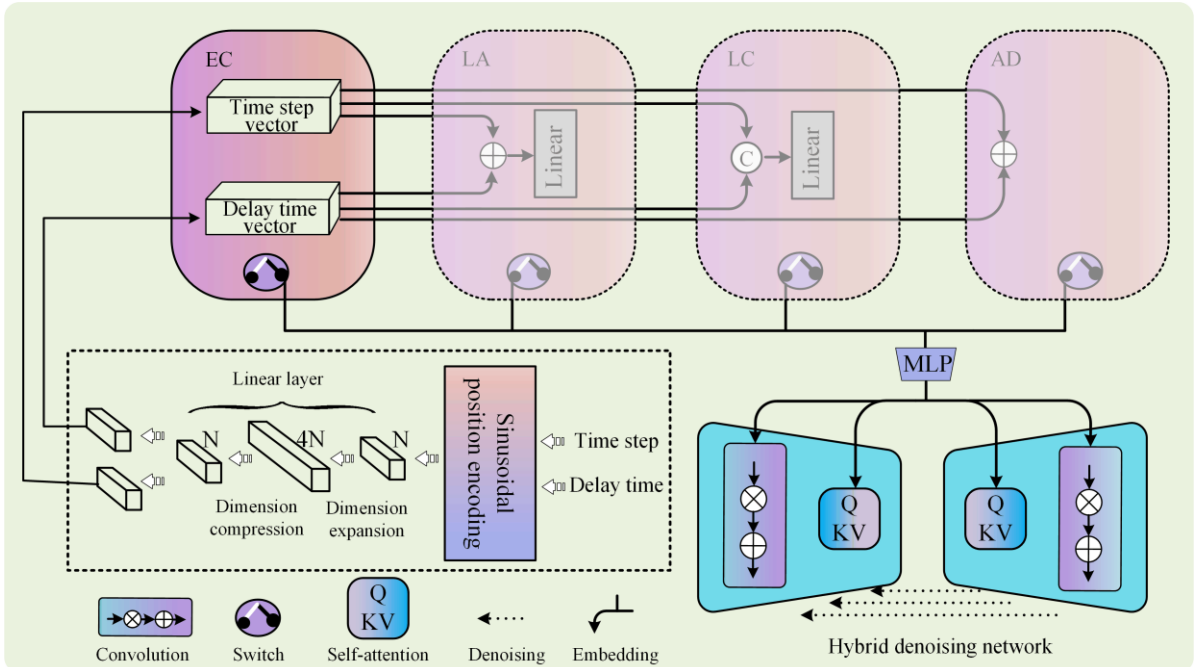 EC
LA
LC
AD
Time step
vector
Linear
C
Linear
Delay time
vector
MLP
Linear layer
N
4N
N
Sinusoidal
position encoding
Time step
Delay time
Dimension
compression
Dimension
expansion
Q
KV
Q
KV
Hybrid denoising network
Q
KV
Convolution
Switch
Self-attention
Denoising
Embedding